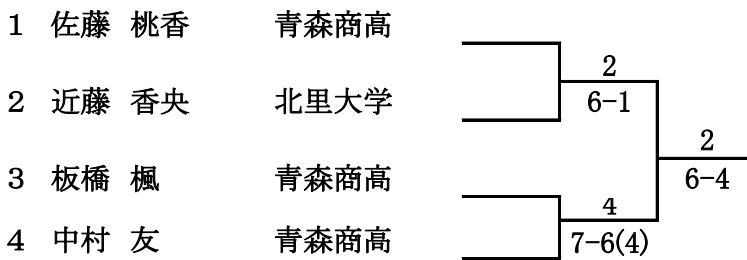 1 佐藤 桃香 青森商高
2
2 近藤 香央 北里大学
6-1
2
3 板橋 楓 青森商高
6-4
4
4 中村 友 青森商高
7-6(4)